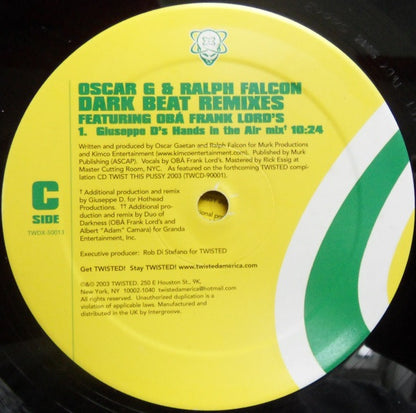 OSCAR G & RALPH FALCON
DARK BEAT REMIXES
FEATURING OBÁ FRANK LORD'S
1. Giuseppe D's Hands in the Air mix† 10:24
Written and produced by Oscar Gaetan and Ralph Falcon for Murk Productions
and Kimco Entertainment (www.kimcoentertainment.com). Published by Murk
Publishing (ASCAP). Vocals by OBÁ Frank Lord's. Mastered by Rick Essig at
Master Cutting Room, NYC. As featured on the forthcoming TWISTED compila-
tion CD TWIST THIS PUSSY 2003 (TWCD-90001).
C
SIDE
TWDX-50013
† Additional production and remix
by Giuseppe D. for Hothead
Productions. †† Additional pro-
duction and remix by Duo of
Darkness (OBÁ Frank Lord's and
Albert "Adam" Camara) for Granda
Entertainment, Inc.
Executive producer: Rob Di Stefano for TWISTED
Get TWISTED! Stay TWISTED! www.twistedamerica.com
℗&© 2003 TWISTED. 250 E Houston St., 9K,
New York, NY 10002-1040. twistedamerica@hotmail.com
All rights reserved. Unauthorized duplication is a
violation of applicable laws. Manufactured and
distributed in the UK by Intergroove.